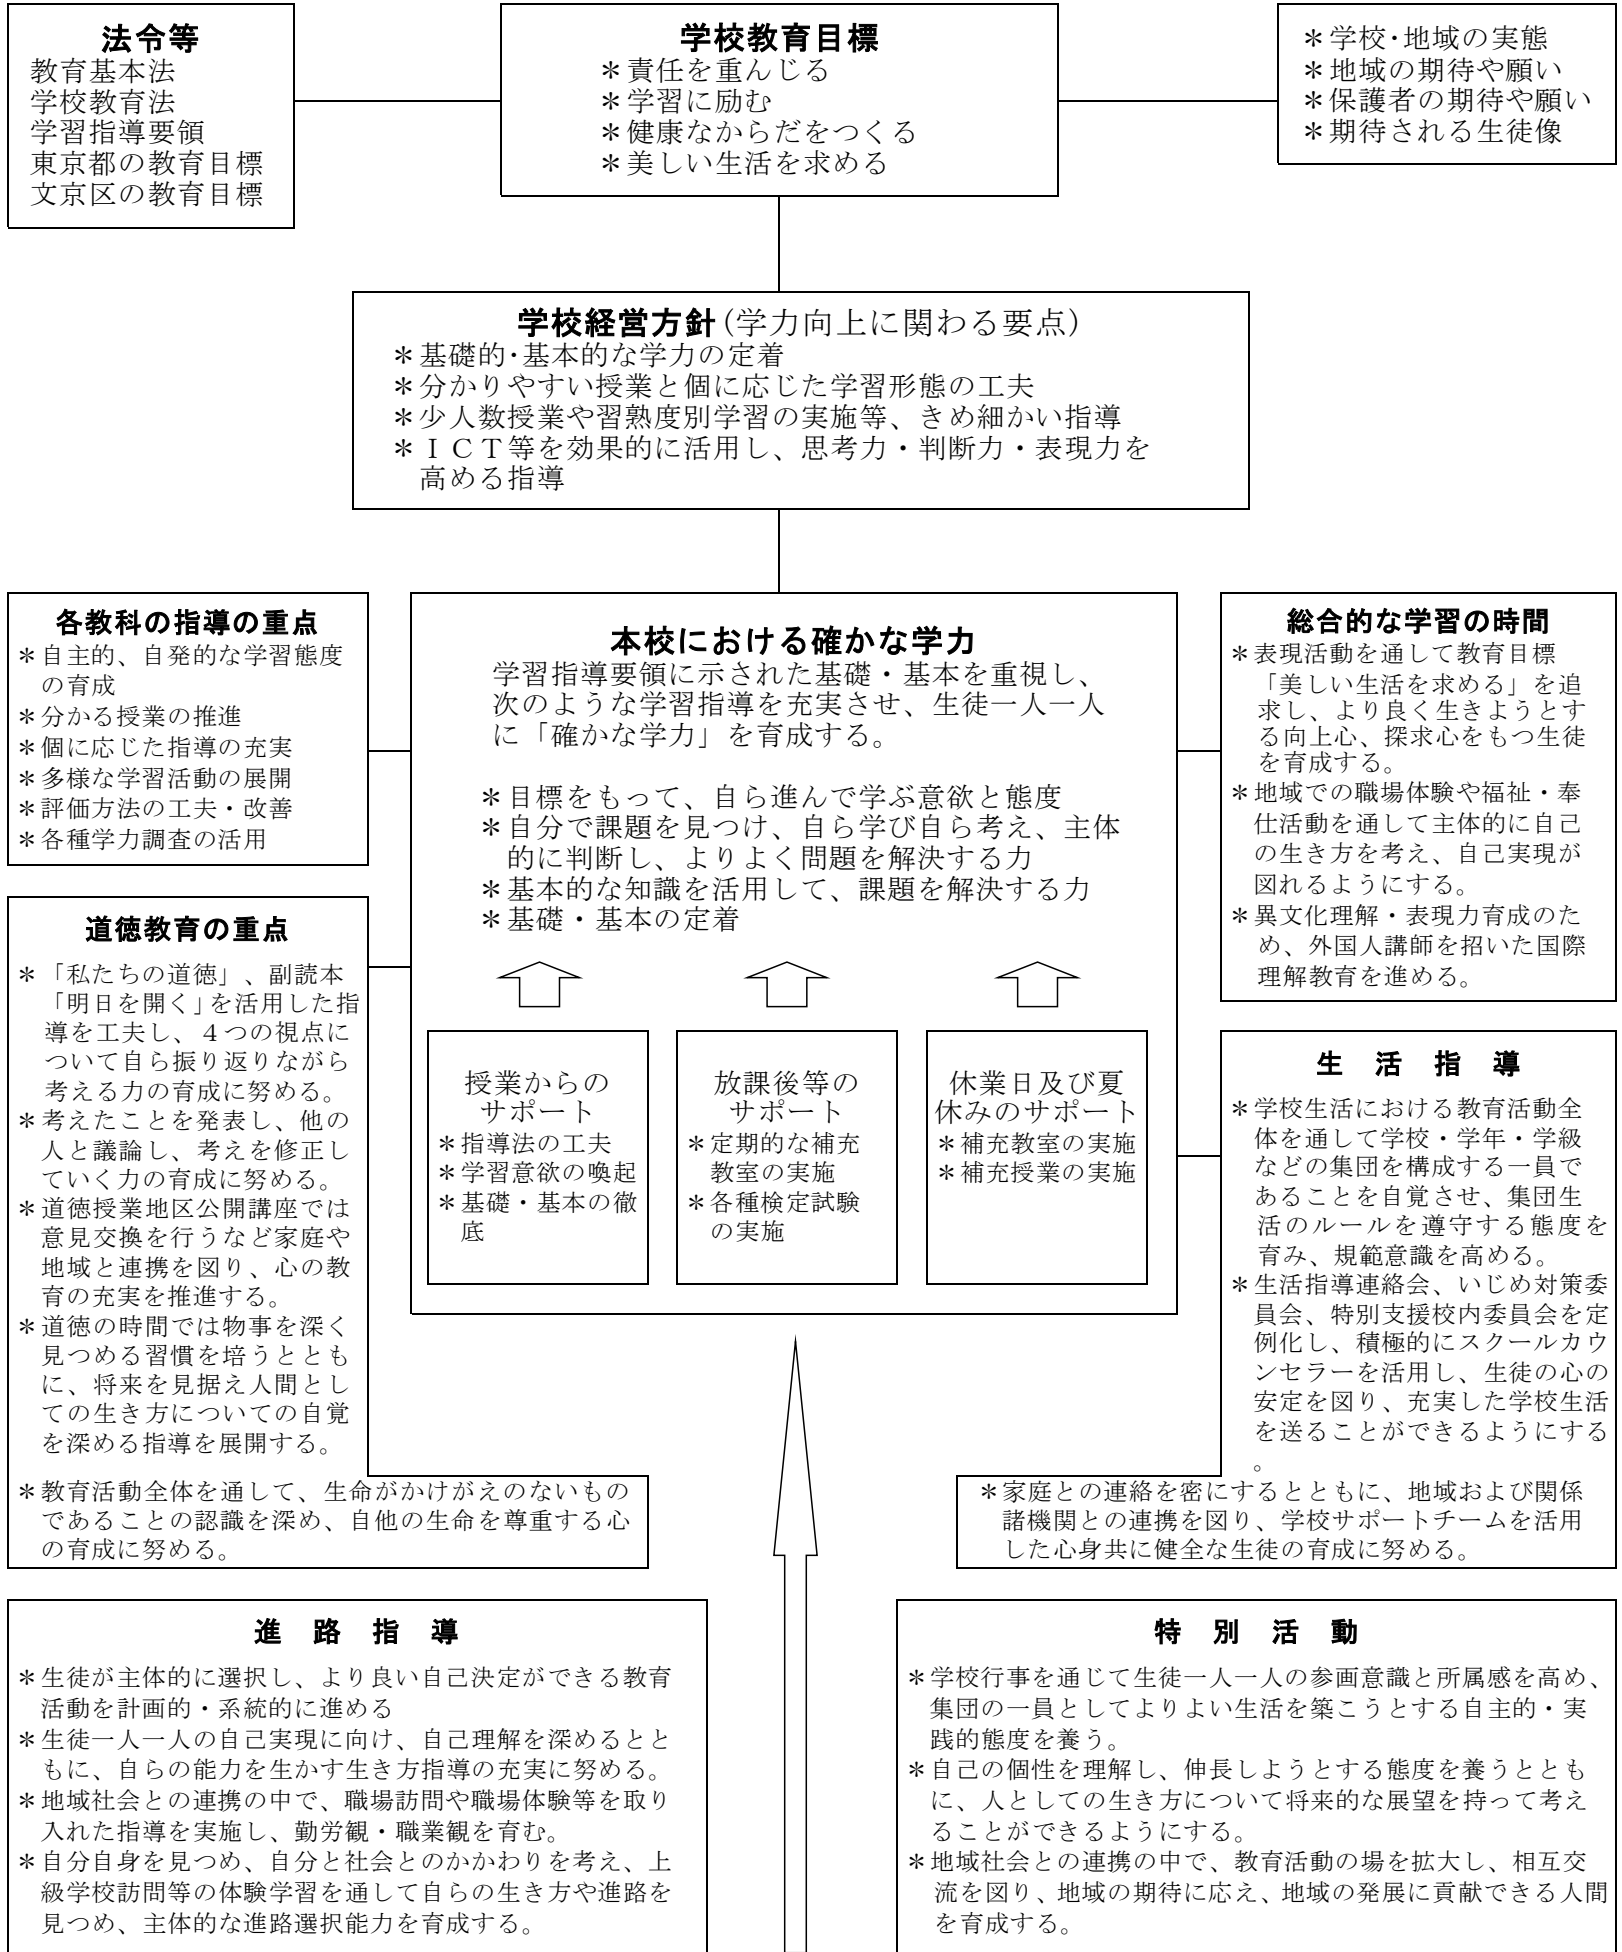 法令等
教育基本法
学校教育法
学習指導要領
東京都の教育目標
文京区の教育目標
学校教育目標
＊責任を重んじる
＊学習に励む
＊健康なからだをつくる
＊美しい生活を求める
＊学校･地域の実態
＊地域の期待や願い
＊保護者の期待や願い
＊期待される生徒像
学校経営方針(学力向上に関わる要点)
＊基礎的･基本的な学力の定着
＊分かりやすい授業と個に応じた学習形態の工夫
＊少人数授業や習熟度別学習の実施等、きめ細かい指導
＊ＩＣＴ等を効果的に活用し、思考力・判断力・表現力を
高める指導
各教科の指導の重点
＊自主的、自発的な学習態度
の育成
＊分かる授業の推進
＊個に応じた指導の充実
＊多様な学習活動の展開
＊評価方法の工夫・改善
＊各種学力調査の活用
本校における確かな学力
学習指導要領に示された基礎・基本を重視し、
次のような学習指導を充実させ、生徒一人一人
に「確かな学力」を育成する。
＊目標をもって、自ら進んで学ぶ意欲と態度
＊自分で課題を見つけ、自ら学び自ら考え、主体
的に判断し、よりよく問題を解決する力
＊基本的な知識を活用して、課題を解決する力
＊基礎・基本の定着
授業からの
サポート
＊指導法の工夫
＊学習意欲の喚起
＊基礎・基本の徹
底
放課後等の
サポート
＊定期的な補充
教室の実施
＊各種検定試験
の実施
休業日及び夏
休みのサポート
＊補充教室の実施
＊補充授業の実施
総合的な学習の時間
＊表現活動を通して教育目標
「美しい生活を求める」を追
求し、より良く生きようとす
る向上心、探求心をもつ生徒
を育成する。
＊地域での職場体験や福祉・奉
仕活動を通して主体的に自己
の生き方を考え、自己実現が
図れるようにする。
＊異文化理解・表現力育成のた
め、外国人講師を招いた国際
理解教育を進める。
道徳教育の重点
＊「私たちの道徳」、副読本
「明日を開く」を活用した指
導を工夫し、４つの視点に
ついて自ら振り返りながら
考える力の育成に努める。
＊考えたことを発表し、他の
人と議論し、考えを修正し
ていく力の育成に努める。
＊道徳授業地区公開講座では
意見交換を行うなど家庭や
地域と連携を図り、心の教
育の充実を推進する。
＊道徳の時間では物事を深く
見つめる習慣を培うととも
に、将来を見据え人間とし
ての生き方についての自覚
を深める指導を展開する。
＊教育活動全体を通して、生命がかけがえのないもの
であることの認識を深め、自他の生命を尊重する心
の育成に努める。
生　活　指　導
＊学校生活における教育活動全
体を通して学校・学年・学級
などの集団を構成する一員で
あることを自覚させ、集団生
活のルールを遵守する態度を
育み、規範意識を高める。
＊生活指導連絡会、いじめ対策委
員会、特別支援校内委員会を定
例化し、積極的にスクールカウ
ンセラーを活用し、生徒の心の
安定を図り、充実した学校生活
を送ることができるようにする
。
＊家庭との連絡を密にするとともに、地域および関係
諸機関との連携を図り、学校サポートチームを活用
した心身共に健全な生徒の育成に努める。
進　路　指　導
＊生徒が主体的に選択し、より良い自己決定ができる教育
活動を計画的・系統的に進める
＊生徒一人一人の自己実現に向け、自己理解を深めるとと
もに、自らの能力を生かす生き方指導の充実に努める。
＊地域社会との連携の中で、職場訪問や職場体験等を取り
入れた指導を実施し、勤労観・職業観を育む。
＊自分自身を見つめ、自分と社会とのかかわりを考え、上
級学校訪問等の体験学習を通して自らの生き方や進路を
見つめ、主体的な進路選択能力を育成する。
特　別　活　動
＊学校行事を通じて生徒一人一人の参画意識と所属感を高め、
集団の一員としてよりよい生活を築こうとする自主的・実
践的態度を養う。
＊自己の個性を理解し、伸長しようとする態度を養うととも
に、人としての生き方について将来的な展望を持って考え
ることができるようにする。
＊地域社会との連携の中で、教育活動の場を拡大し、相互交
流を図り、地域の期待に応え、地域の発展に貢献できる人間
を育成する。